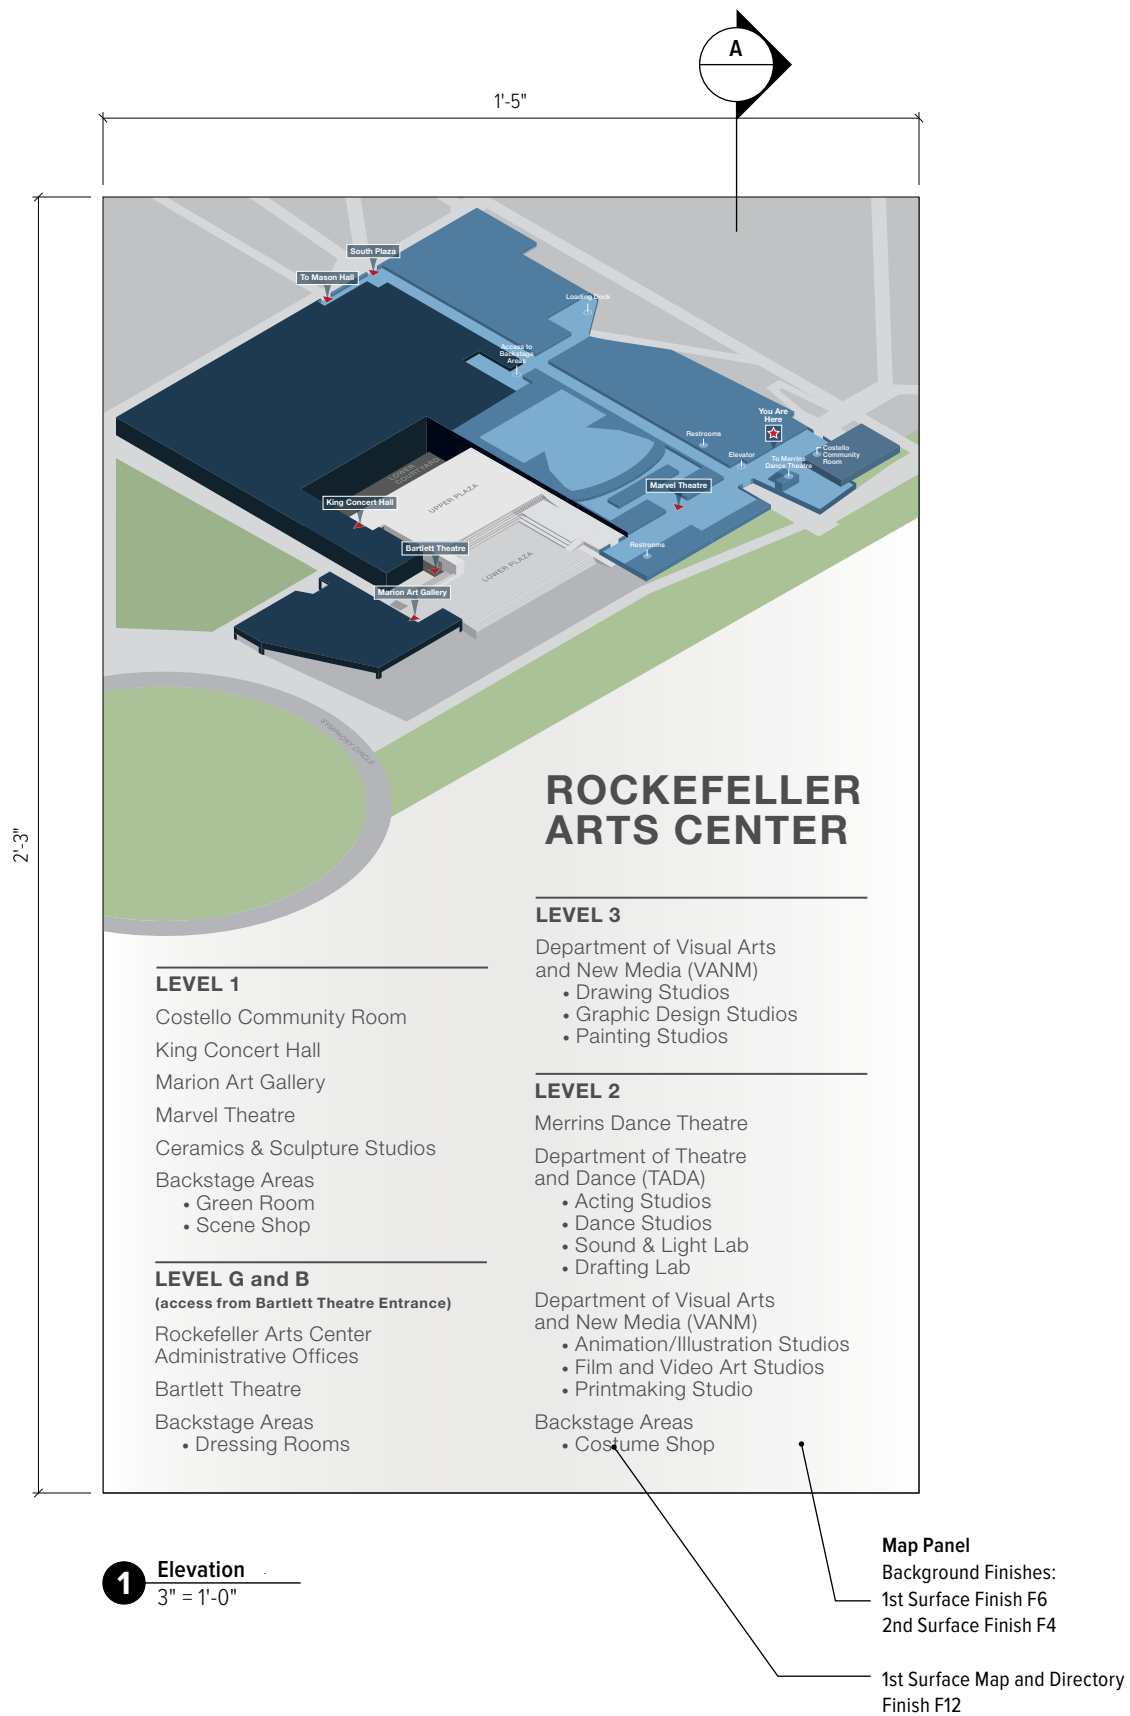 A
1'-5"
2'-3"
South Plaza
To Mason Hall
Loading Dock
Access to
Backstage
Areas
You Are
Here
Restrooms
Costello
Community
Room
Elevator
To Merrins
Dance Theatre
LOWER
COURTYARD
UPPER PLAZA
Marvel Theatre
King Concert Hall
Bartlett Theatre
Restrooms
LOWER PLAZA
Marion Art Gallery
SYMPHONY CIRCLE
ROCKEFELLER
ARTS CENTER
LEVEL 1
Costello Community Room
King Concert Hall
Marion Art Gallery
Marvel Theatre
Ceramics & Sculpture Studios
Backstage Areas
• Green Room
• Scene Shop
LEVEL G and B
(access from Bartlett Theatre Entrance)
Rockefeller Arts Center
Administrative Offices
Bartlett Theatre
Backstage Areas
• Dressing Rooms
LEVEL 3
Department of Visual Arts
and New Media (VANM)
• Drawing Studios
• Graphic Design Studios
• Painting Studios
LEVEL 2
Merrins Dance Theatre
Department of Theatre
and Dance (TADA)
• Acting Studios
• Dance Studios
• Sound & Light Lab
• Drafting Lab
Department of Visual Arts
and New Media (VANM)
• Animation/Illustration Studios
• Film and Video Art Studios
• Printmaking Studio
Backstage Areas
• Costume Shop
1
Elevation
3" = 1'-0"
Map Panel
Background Finishes:
1st Surface Finish F6
2nd Surface Finish F4
1st Surface Map and Directory
Finish F12